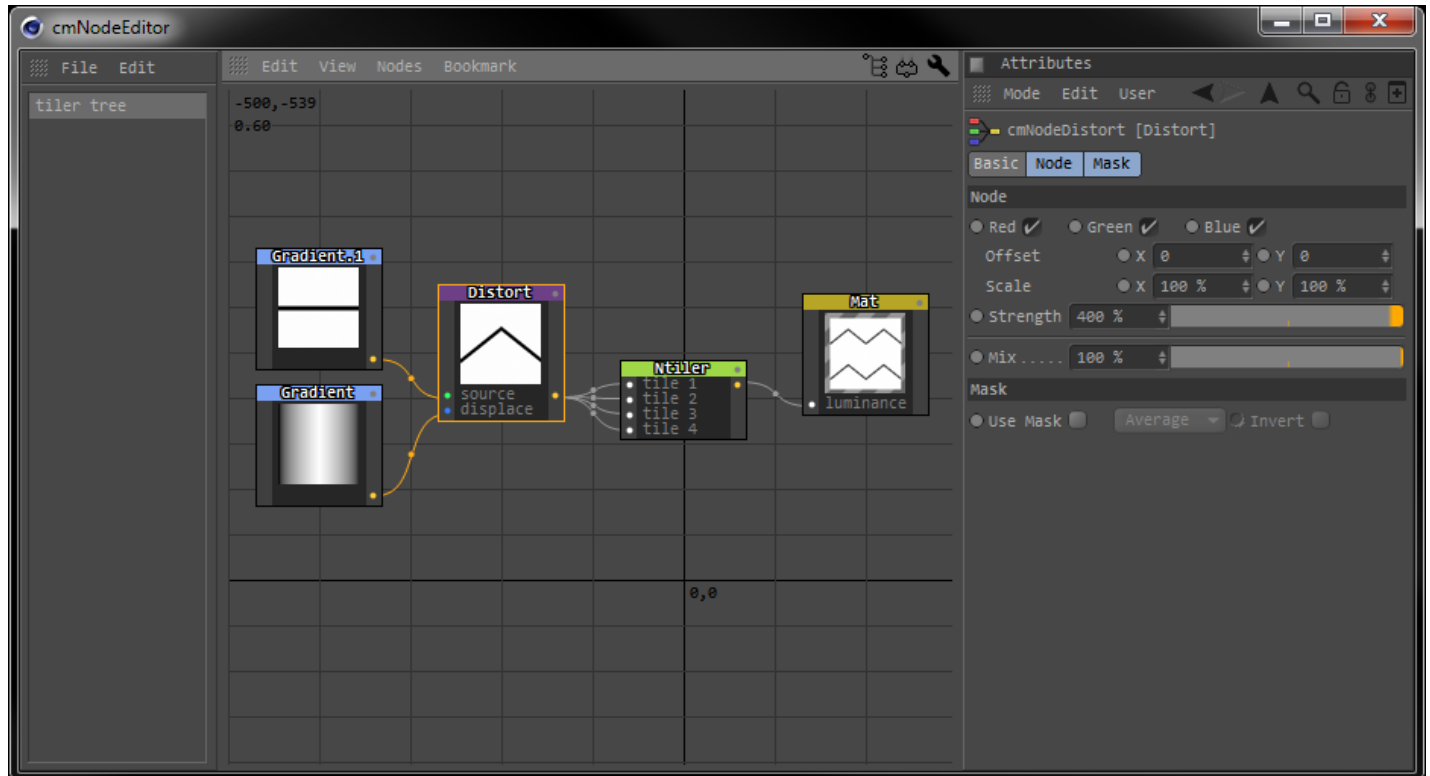 cmNodeEditor
File Edit
tiler tree
Edit View Nodes Bookmark
-500,-539
0.60
Gradient.1
Gradient
Distort
source
displace
Ntiler
tile 1
tile 2
tile 3
tile 4
Mat
luminance
0,0
Attributes
Mode Edit User
cmNodeDistort [Distort]
Basic Node Mask
Node
Red Green Blue
Offset X 0 Y 0
Scale X 100 % Y 100 %
Strength 400 %
Mix..... 100 %
Mask
Use Mask Average Invert